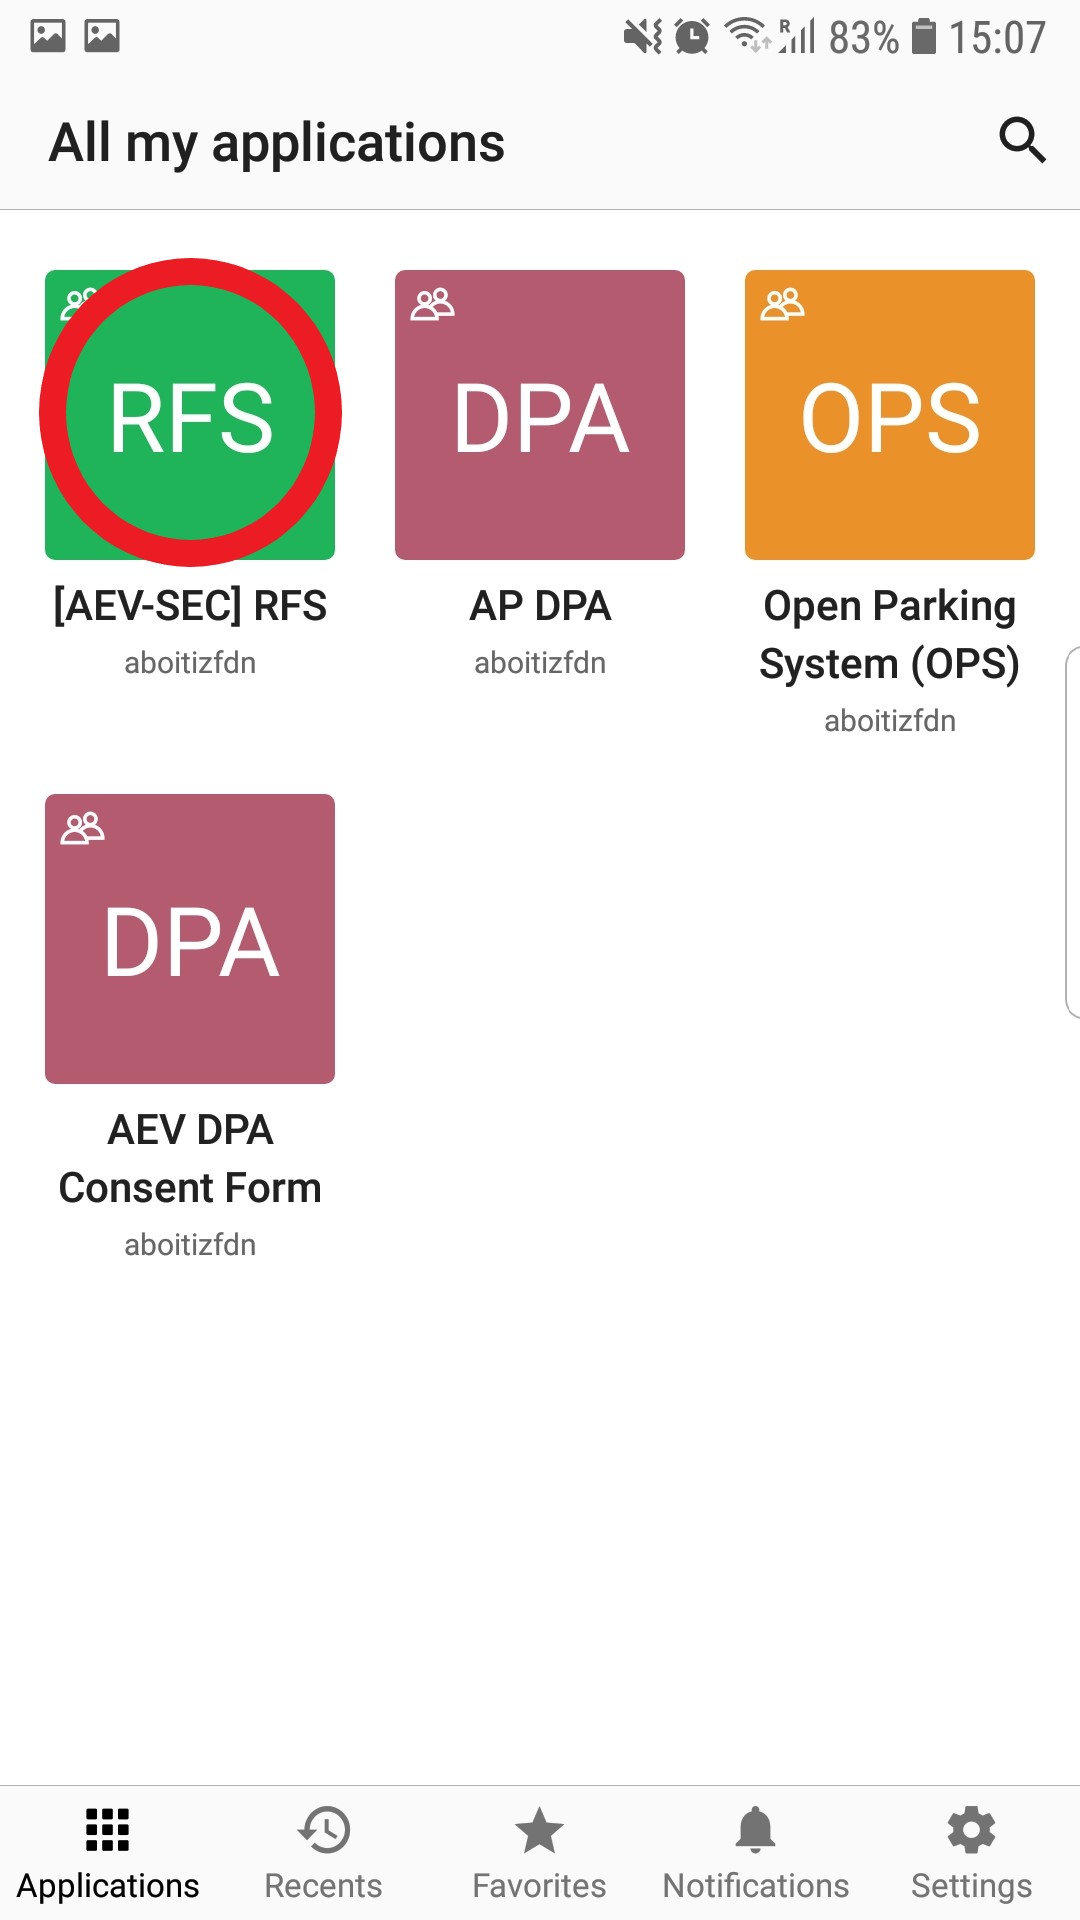 R 83% 15:07
All my applications
RFS DPA OPS
[AEV-SEC] RFS
aboitizfdn
AP DPA
aboitizfdn
Open Parking
System (OPS)
aboitizfdn
DPA
AEV DPA
Consent Form
aboitizfdn
Applications Recents Favorites Notifications Settings